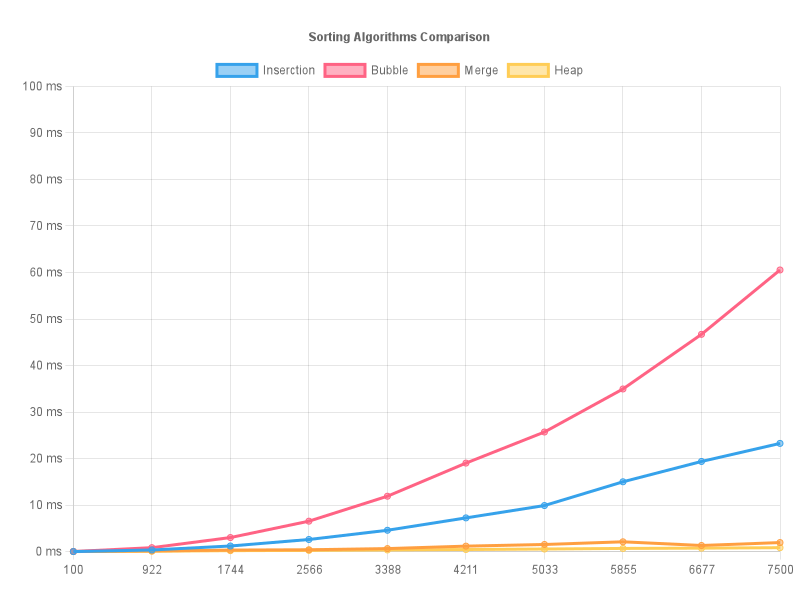 Sorting Algorithms Comparison
Inserction Bubble Merge Heap
100 ms
90 ms
80 ms
70 ms
60 ms
50 ms
40 ms
30 ms
20 ms
10 ms
0 ms
100 922 1744 2566 3388 4211 5033 5855 6677 7500